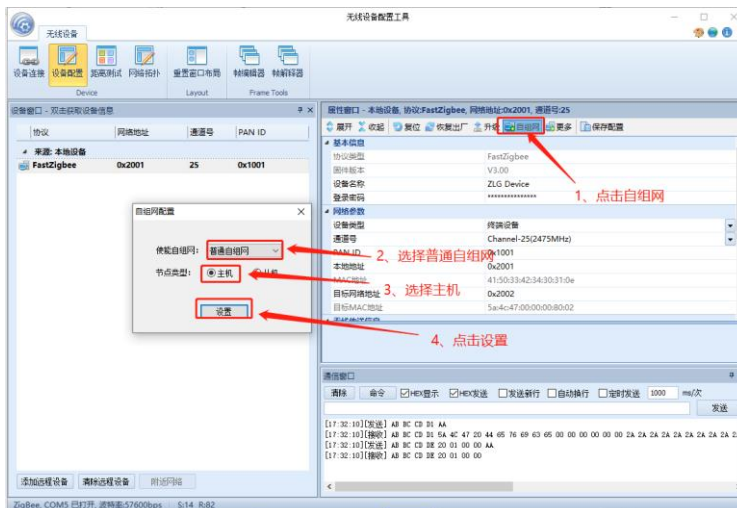 无线设备配置工具
无线设备
设备连接 设备配置 距离测试 网络拓扑 重置窗口布局 帧编辑器 帧解释器
Device Layout Frame Tools
设备窗口 - 双击获取设备信息
协议 网络地址 通道号 PAN ID
来源: 本地设备
FastZigbee 0x2001 25 0x1001
自组网配置
使能自组网: 普通自组网
节点类型: 主机 从机
设置
添加远程设备 清除远程设备 附近网络
属性窗口 - 本地设备, 协议:FastZigbee, 网络地址:0x2001, 通道号:25
展开 收起 复位 恢复出厂 升级 自组网 更多 保存配置
基本信息
协议类型 FastZigbee
固件版本 V3.00
设备名称 ZLG Device
登录密码 ***************
网络参数
设备类型 终端设备
通道号 Channel-25(2475MHz)
PAN ID 0x1001
本地地址 0x2001
MAC地址 41:50:33:42:34:30:31:0e
目标网络地址 0x2002
目标MAC地址 5a:4c:47:00:00:00:80:02
1、点击自组网
2、选择普通自组网
3、选择主机
4、点击设置
通信窗口
清除 命令 HEX显示 HEX发送 发送新行 自动换行 定时发送 1000 ms/次
发送
[17:32:10][发送] AB BC CD D1 AA
[17:32:10][接收] AB BC CD D1 5A 4C 47 20 44 65 76 69 63 65 00 00 00 00 00 00 2A 2A 2A 2A 2A 2A 2A 2A 2A 2
[17:32:10][发送] AB BC CD DE 20 01 00 00 AA
[17:32:10][接收] AB BC CD DE 20 01 00 00
ZigBee, COM5 已打开, 波特率:57600bps S:14 R:82